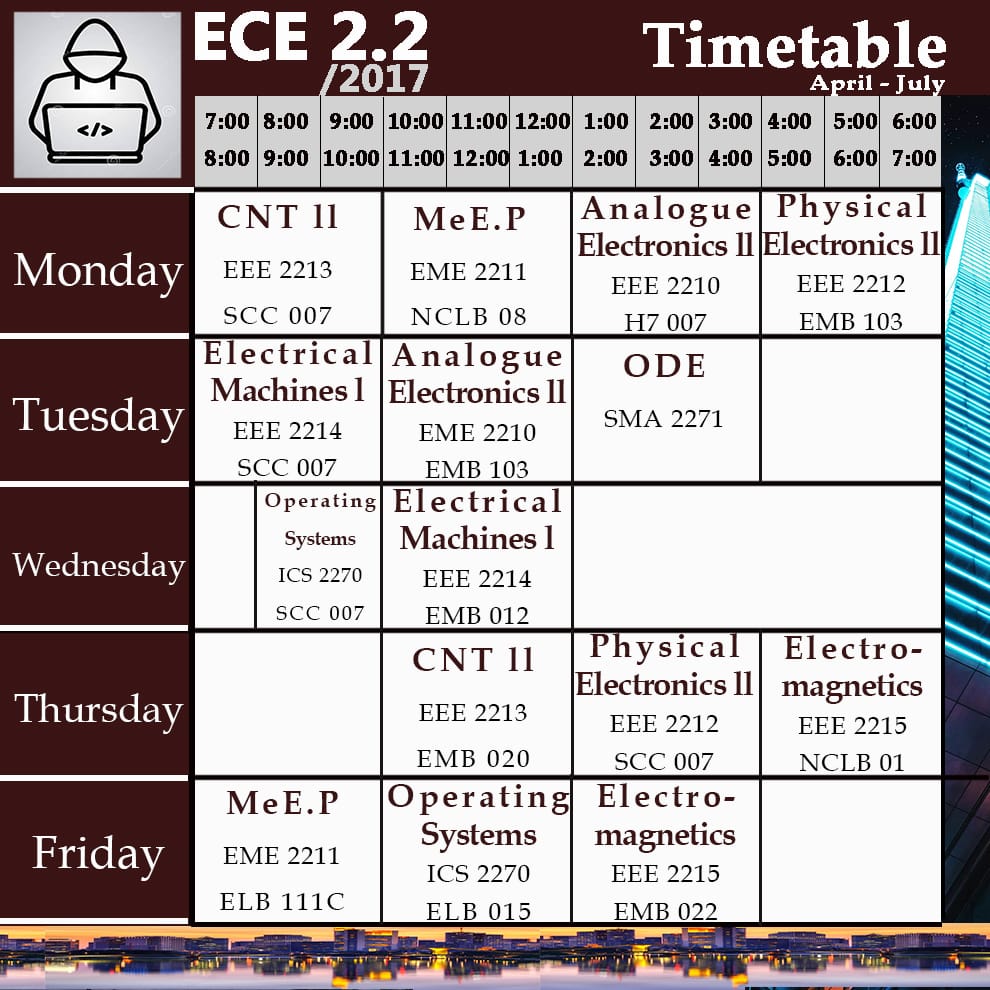 ECE 2.2
/2017
Timetable
April - July
</>
7:00 8:00 9:00 10:00 11:00 12:00 1:00 2:00 3:00 4:00 5:00 6:00
8:00 9:00 10:00 11:00 12:00 1:00 2:00 3:00 4:00 5:00 6:00 7:00
Monday
CNT ll
EEE 2213
SCC 007
MeE.P
EME 2211
NCLB 08
Analogue
Electronics ll
EEE 2210
H7 007
Physical
Electronics ll
EEE 2212
EMB 103
Tuesday
Electrical
Machines l
EEE 2214
SCC 007
Analogue
Electronics ll
EME 2210
EMB 103
ODE
SMA 2271
Wednesday
Operating
Systems
ICS 2270
SCC 007
Electrical
Machines l
EEE 2214
EMB 012
Thursday
CNT ll
EEE 2213
EMB 020
Physical
Electronics ll
EEE 2212
SCC 007
Electro-
magnetics
EEE 2215
NCLB 01
Friday
MeE.P
EME 2211
ELB 111C
Operating
Systems
ICS 2270
ELB 015
Electro-
magnetics
EEE 2215
EMB 022